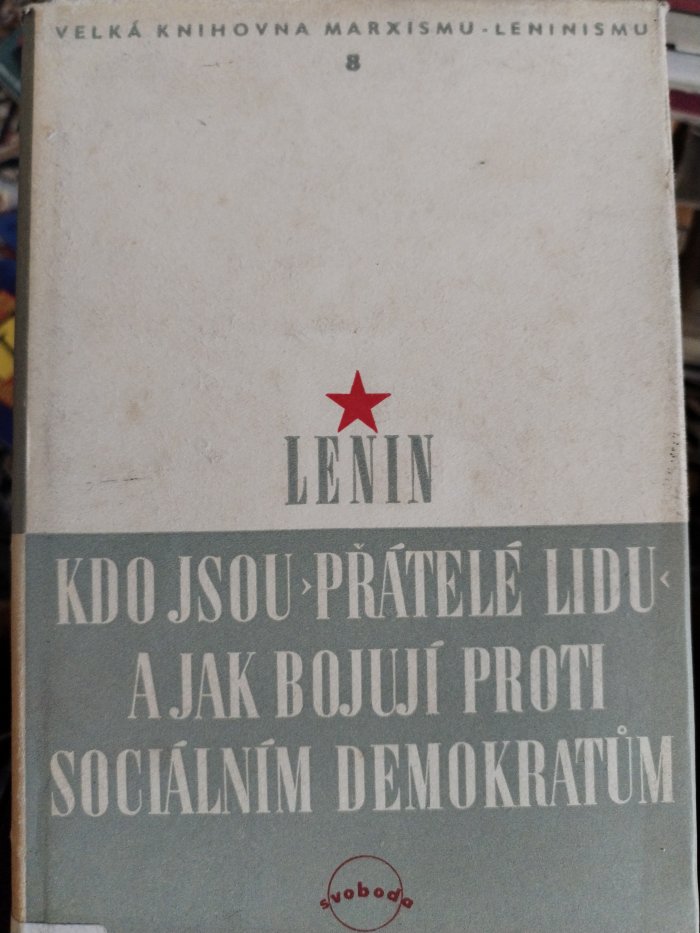 VELKÁ KNIHOVNA MARXISMU-LENINISMU
8
LENIN
KDO JSOU ›PŘÁTELÉ LIDU‹
A JAK BOJUJÍ PROTI
SOCIÁLNÍM DEMOKRATŮM
svoboda